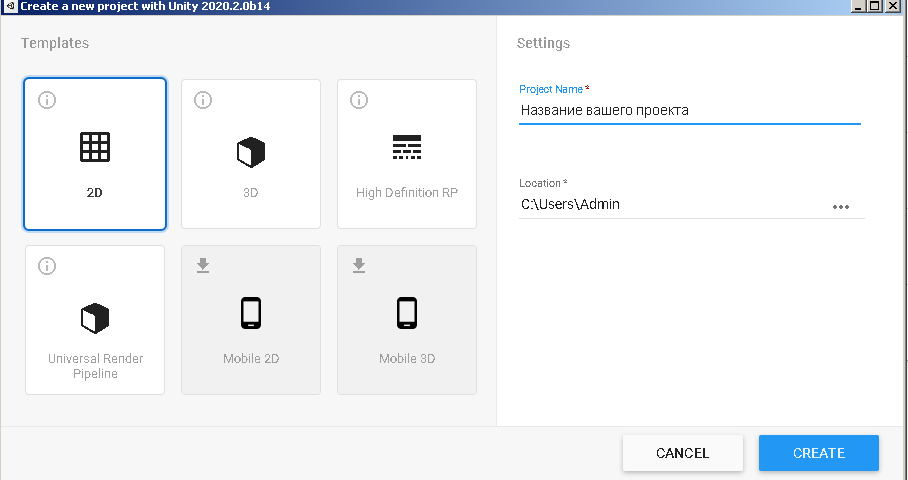 Create a new project with Unity 2020.2.0b14
Templates
2D
3D
High Definition RP
Universal Render
Pipeline
Mobile 2D
Mobile 3D
Settings
Project Name *
Название вашего проекта
Location *
C:\Users\Admin
CANCEL
CREATE